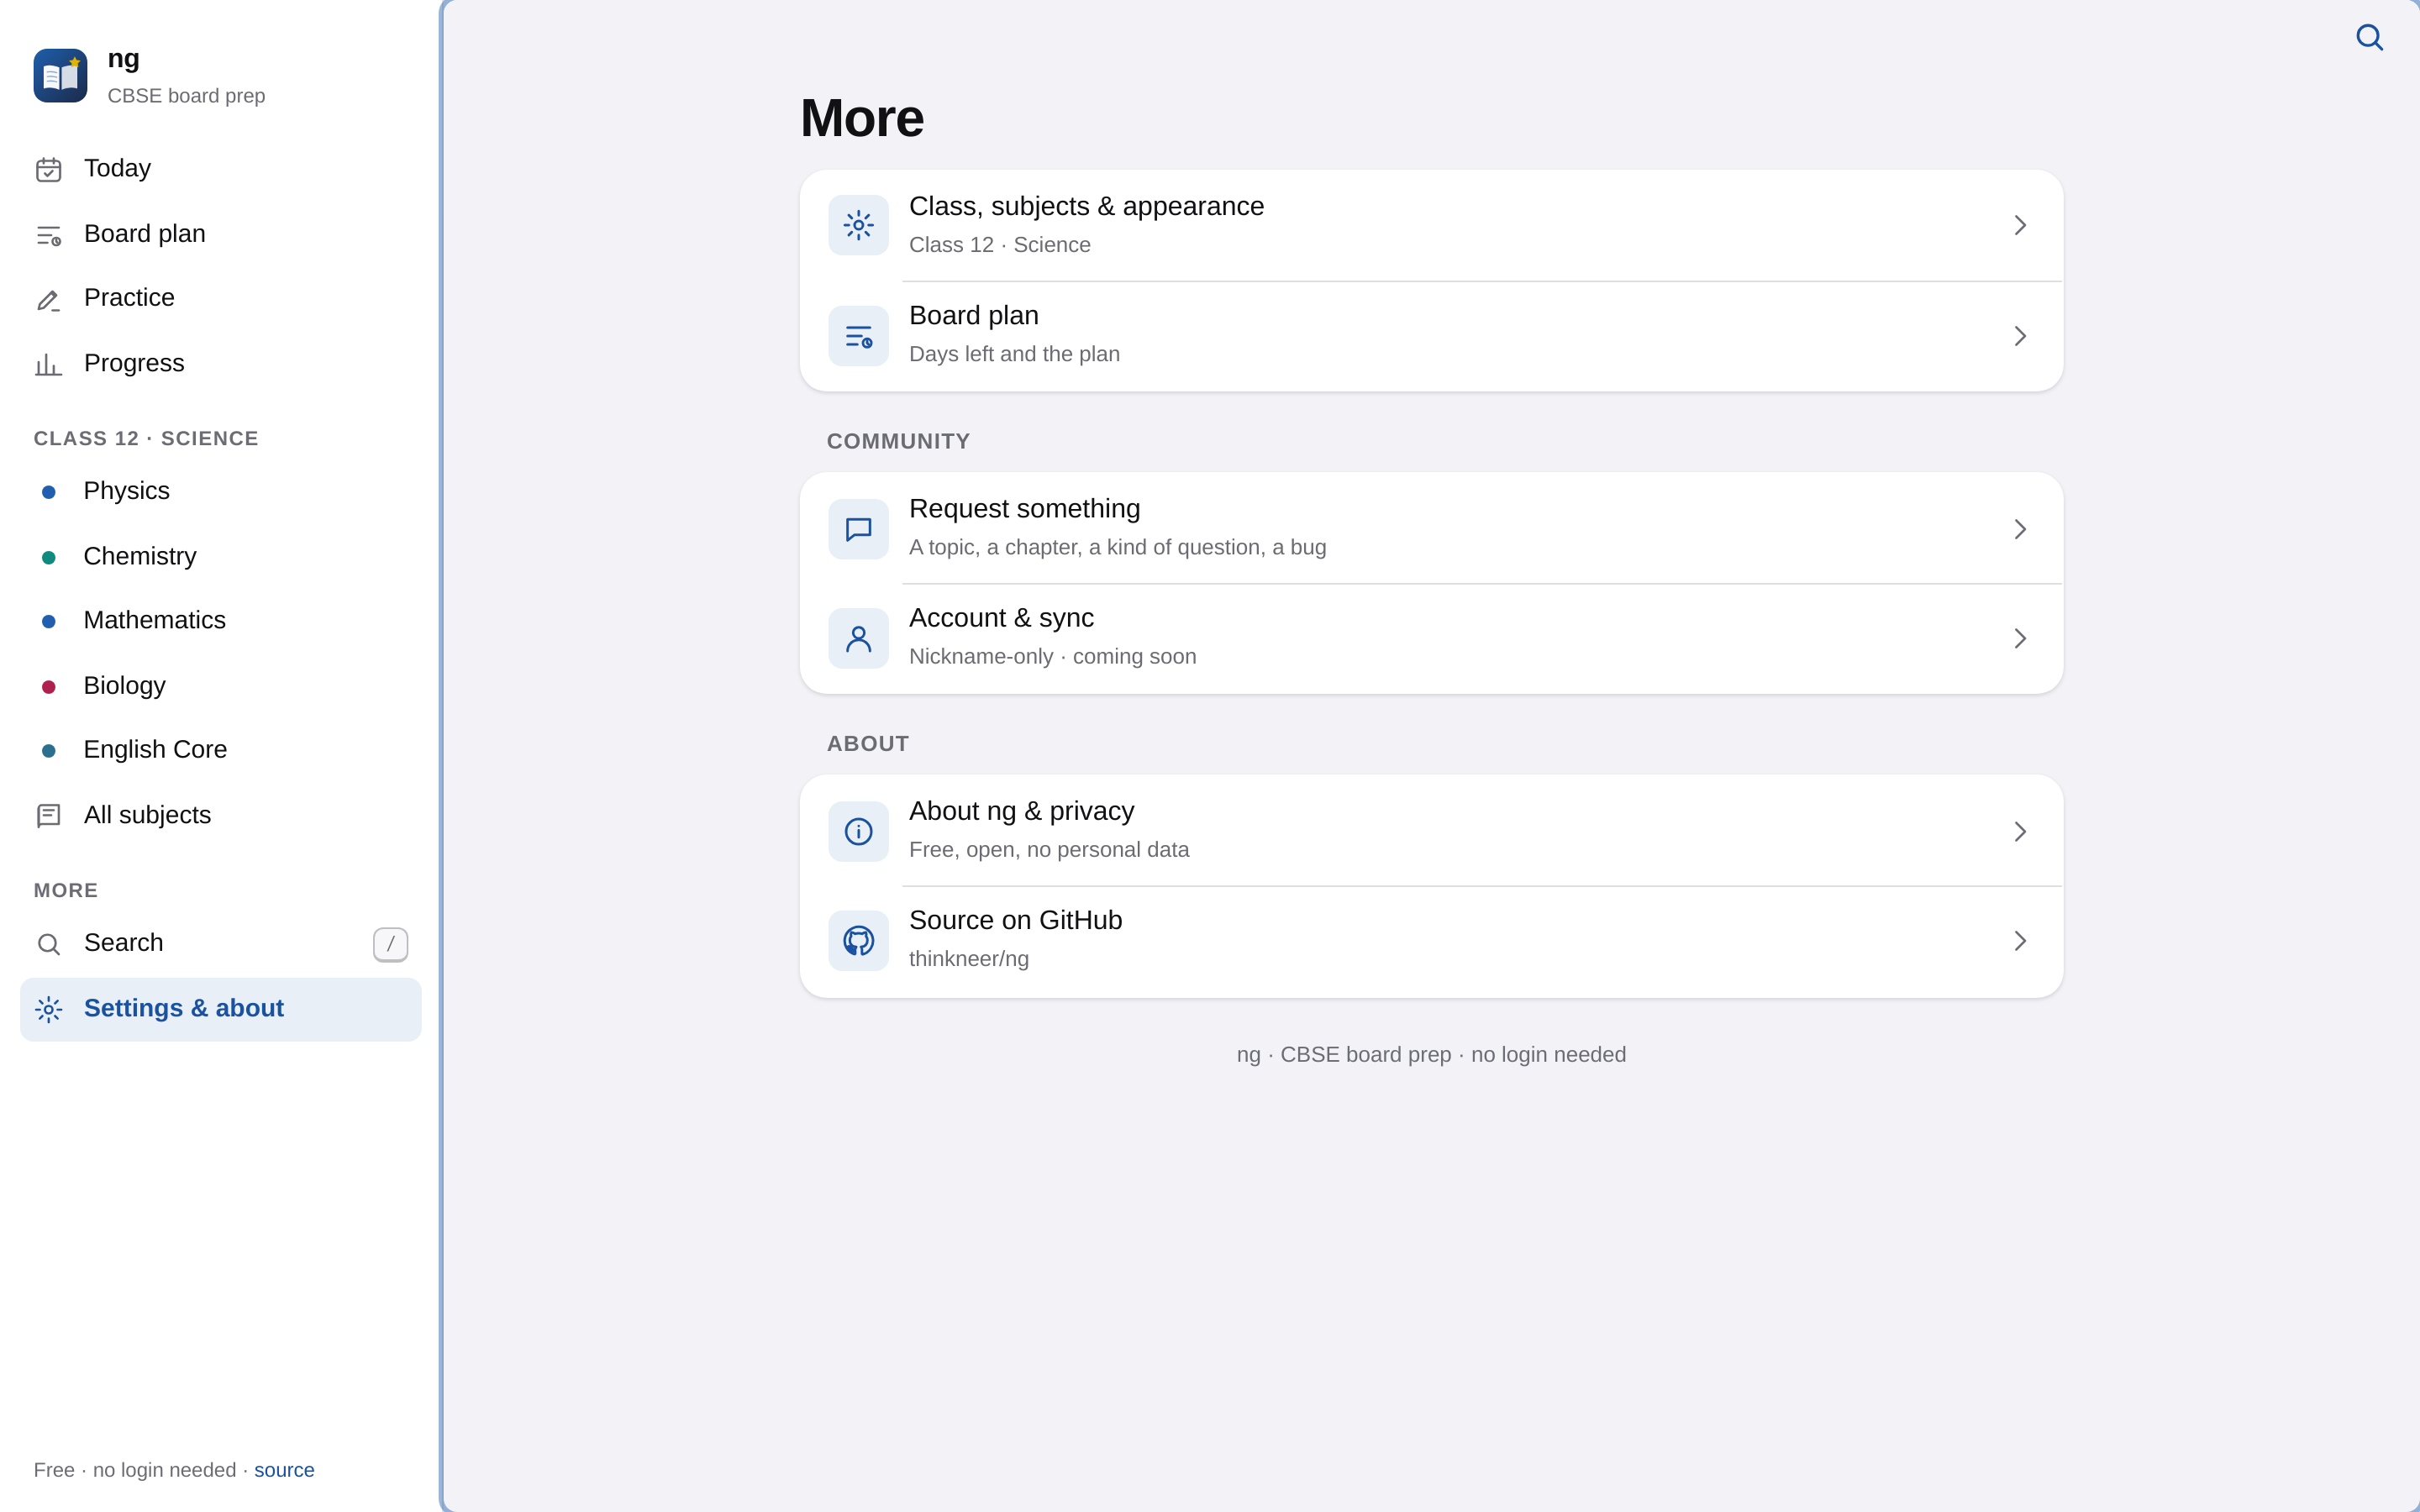 ng
CBSE board prep
Today
Board plan
Practice
Progress
CLASS 12 · SCIENCE
Physics
Chemistry
Mathematics
Biology
English Core
All subjects
MORE
Search
/
Settings & about
Free · no login needed · source
More
Class, subjects & appearance
Class 12 · Science
Board plan
Days left and the plan
COMMUNITY
Request something
A topic, a chapter, a kind of question, a bug
Account & sync
Nickname-only · coming soon
ABOUT
About ng & privacy
Free, open, no personal data
Source on GitHub
thinkneer/ng
ng · CBSE board prep · no login needed